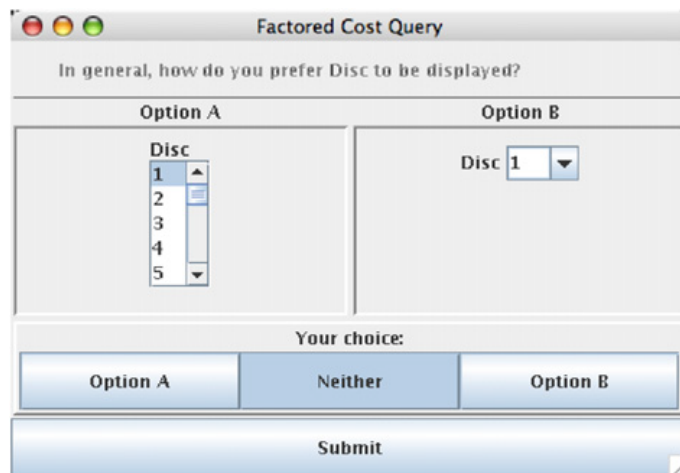 Factored Cost Query
In general, how do you prefer Disc to be displayed?
Option A
Option B
Disc
1
2
3
4
5
Disc 1
Your choice:
Option A Neither Option B
Submit